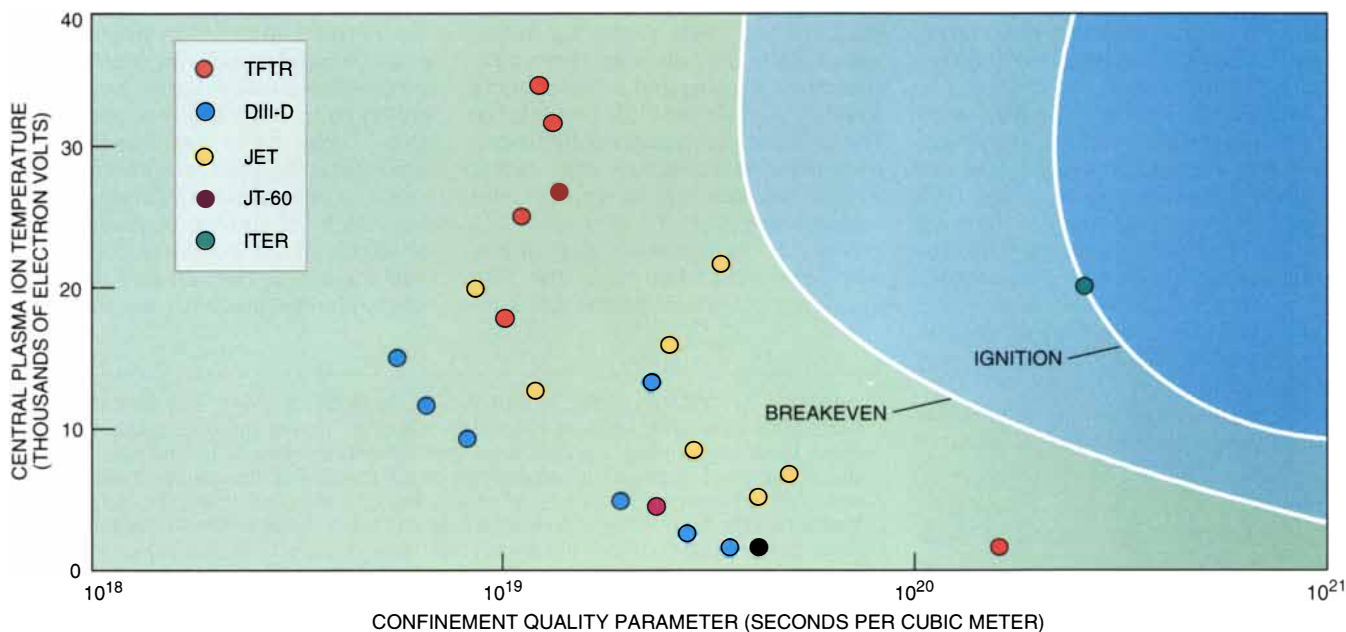 CENTRAL PLASMA ION TEMPERATURE
(THOUSANDS OF ELECTRON VOLTS)
40
30
20
10
0
TFTR
DIII-D
JET
JT-60
ITER
IGNITION
BREAKEVEN
10¹⁸
10¹⁹
10²⁰
10²¹
CONFINEMENT QUALITY PARAMETER (SECONDS PER CUBIC METER)